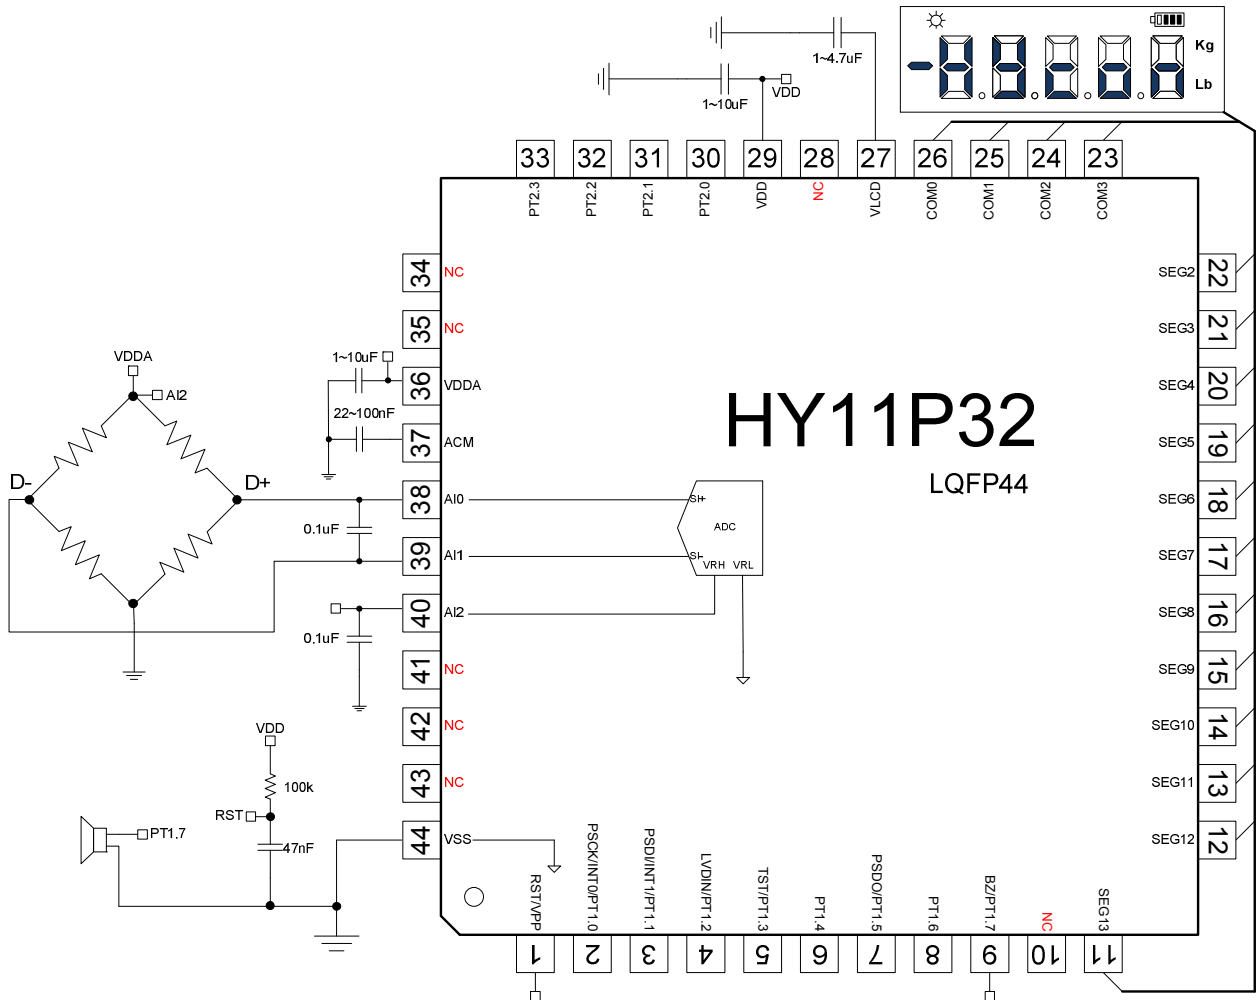 1~4.7uF
1~10uF
VDD
Kg
Lb
33
32
31
30
29
28
27
26
25
24
23
PT2.3
PT2.2
PT2.1
PT2.0
VDD
NC
VLCD
COM0
COM1
COM2
COM3
34
NC
35
NC
36
VDDA
37
ACM
38
AI0
39
AI1
40
AI2
41
NC
42
NC
43
NC
44
VSS
SEG2
22
SEG3
21
SEG4
20
SEG5
19
SEG6
18
SEG7
17
SEG8
16
SEG9
15
SEG10
14
SEG11
13
SEG12
12
HY11P32
LQFP44
SI+
ADC
SI-
VRH
VRL
VDDA
AI2
D-
D+
1~10uF
22~100nF
0.1uF
0.1uF
VDD
100k
RST
47nF
PT1.7
RST/VPP
PSCK/INT0/PT1.0
PSDI/INT1/PT1.1
LVDIN/PT1.2
TST/PT1.3
PT1.4
PSDO/PT1.5
PT1.6
BZ/PT1.7
NC
SEG13
1
2
3
4
5
6
7
8
9
10
11